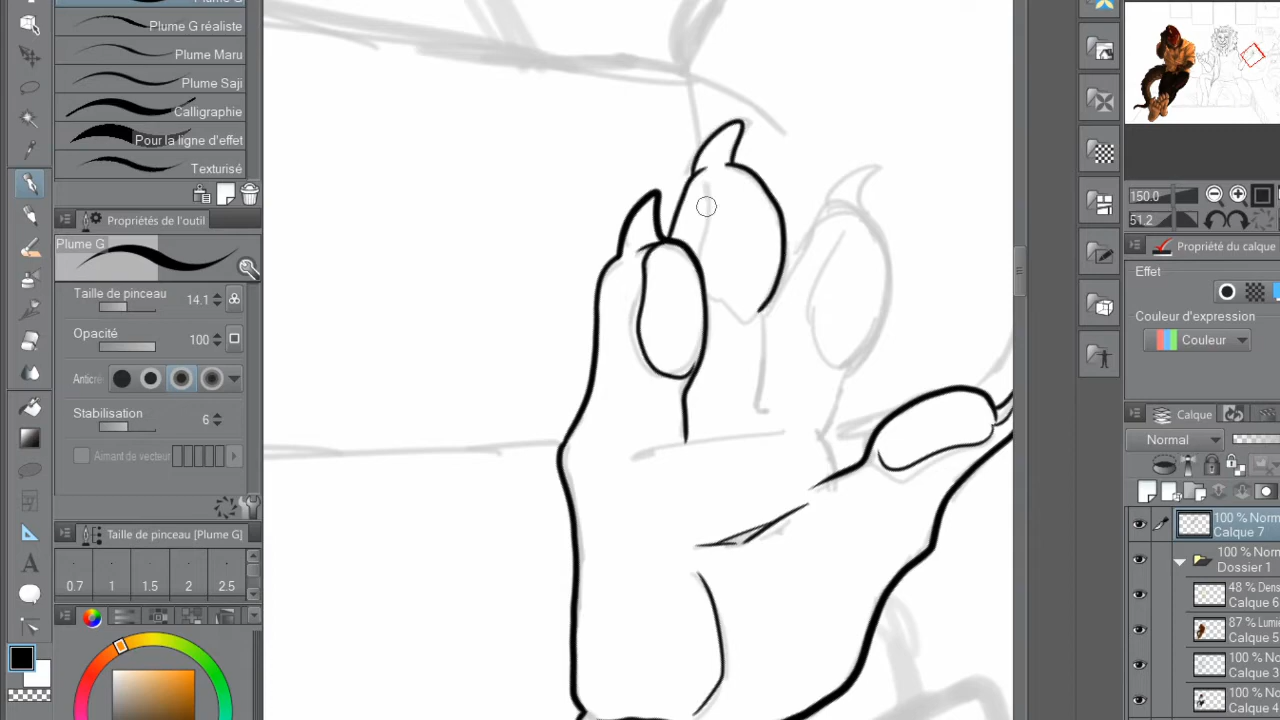 Plume G
Plume G réaliste
Plume Maru
Plume Saji
Calligraphie
Pour la ligne d'effet
Texturisé
Propriétés de l'outil
Plume G
Taille de pinceau 14.1
Opacité 100
Anticré
Stabilisation 6
Aimant de vecteur
Taille de pinceau [Plume G]
0.7 1 1.5 2 2.5
150.0
51.2
Propriété du calque
Effet
Couleur d'expression
Couleur
Calque
Normal
100 % Norm
Calque 7
100 % Norm
Dossier 1
48 % Dens
Calque 6
87 % Lumi
Calque 5
100 % No
Calque 3
100 % No
Calque 4